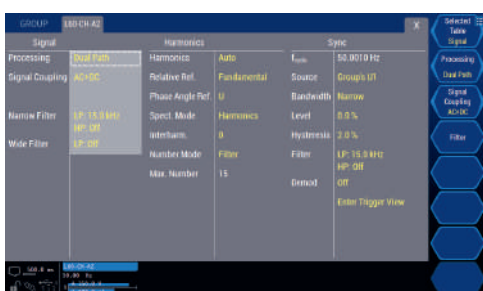 GROUP L60-CH-A2 X
Signal Harmonics Sync
Processing Dual Path Harmonics Auto 50.0010 Hz
Signal Coupling AC+DC Relative Ref. Fundamental Source Group's U1
Phase Angle Ref. U Bandwidth Narrow
Narrow Filter LP: 15.0 kHz Spect. Mode Harmonics Level 0.0 %
HP: Off Interharm. 0 Hysteresis 2.0 %
Wide Filter LP: Off Number Mode Filter Filter LP: 15.0 kHz
HP: Off
Max. Number 15 Demod Off
Enter Trigger View
Selected
Table
Signal
Processing
Dual Path
Signal
Coupling
AC+DC
Filter
500.0 ms